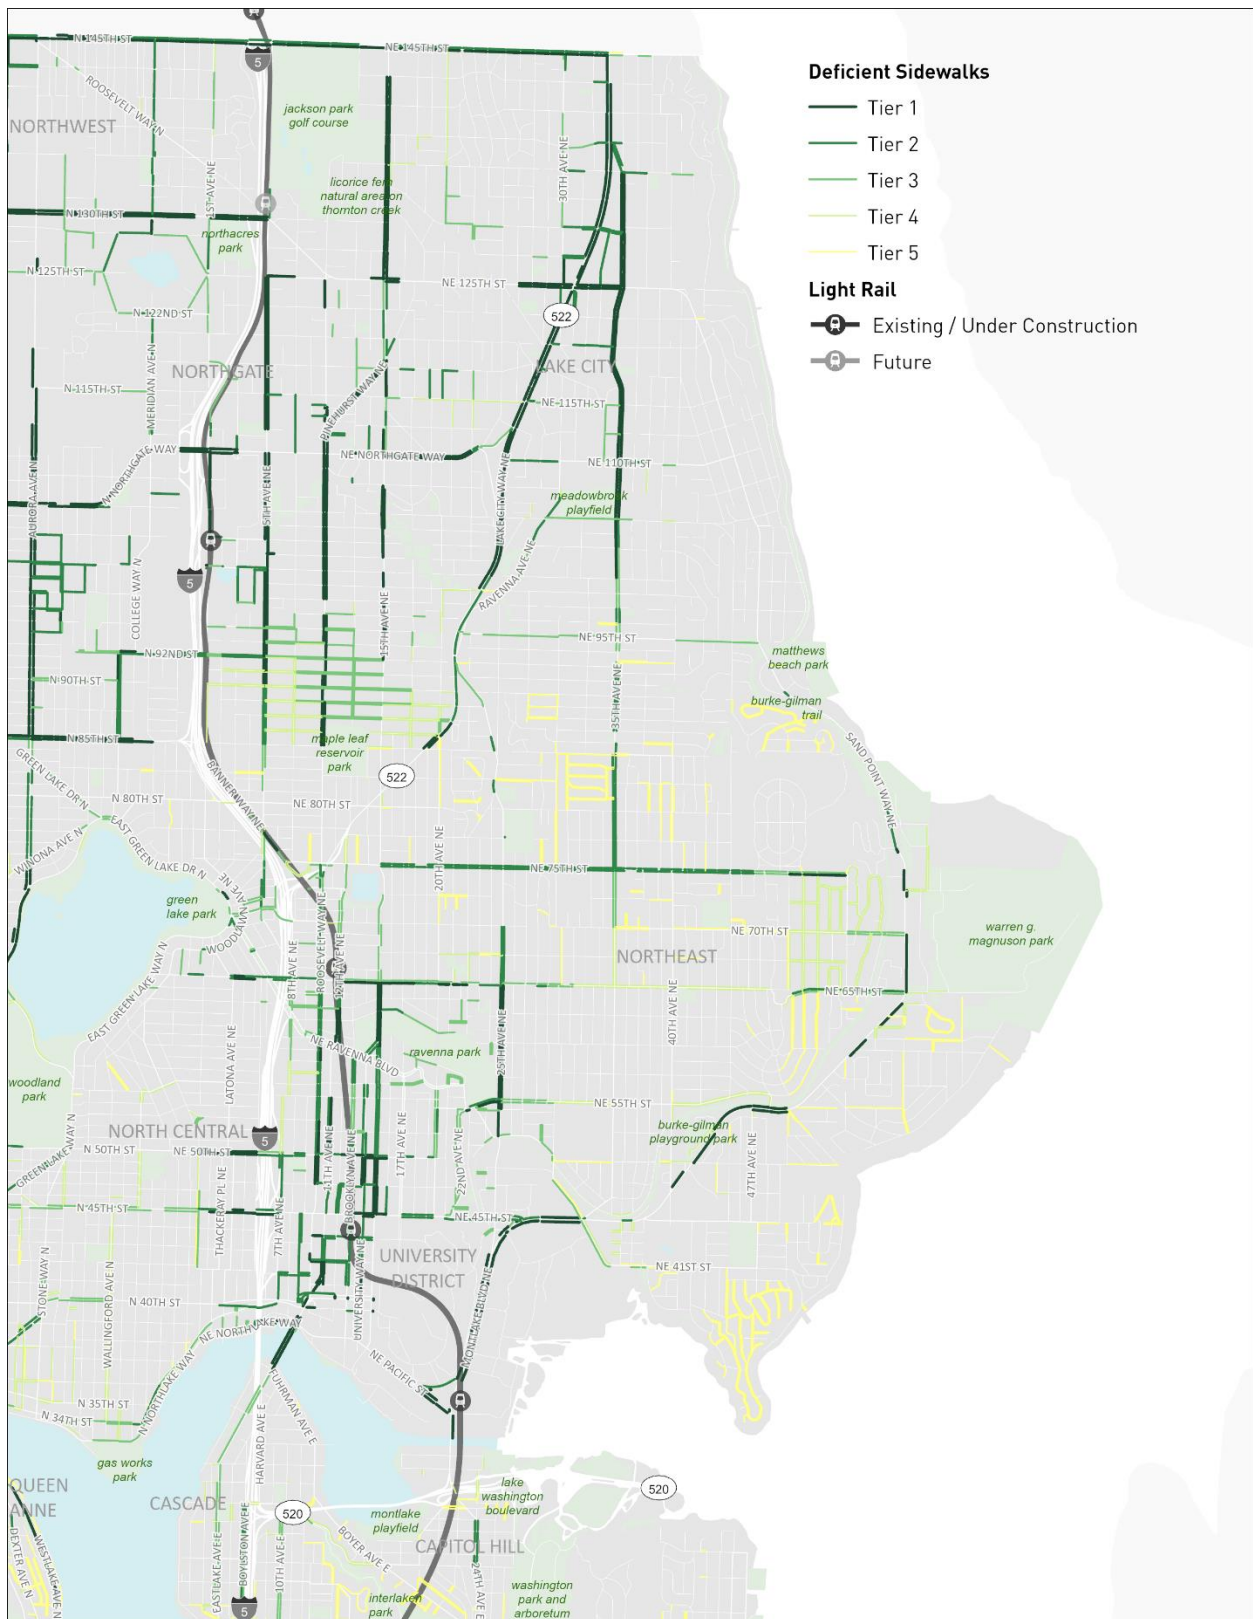 Deficient Sidewalks
Tier 1
Tier 2
Tier 3
Tier 4
Tier 5
Light Rail
Existing / Under Construction
Future
N 145TH ST
NE 145TH ST
5
ROOSEVELT WAY N
NORTHWEST
jackson park
golf course
1ST AVE NE
30TH AVE NE
licorice fern
natural area on
thornton creek
N 130TH ST
northacres
park
N 125TH ST
NE 125TH ST
N 122ND ST
522
MERIDIAN AVE N
NORTHGATE
LAKE CITY
N 115TH ST
PINEHURST WAY NE
NE 115TH ST
N NORTHGATE WAY
NE NORTHGATE WAY
NE 110TH ST
AURORA AVE N
5TH AVE NE
LAKE CITY WAY NE
meadowbrook
playfield
5
COLLEGE WAY N
RAVENNA AVE NE
15TH AVE NE
NE 95TH ST
N 92ND ST
matthews
beach park
N 90TH ST
35TH AVE NE
burke-gilman
trail
N 85TH ST
maple leaf
reservoir
park
SAND POINT WAY NE
522
GREEN LAKE DR N
BANNER WAY NE
N 80TH ST
NE 80TH ST
WINONA AVE N
EAST GREEN LAKE DR N
20TH AVE NE
NE 75TH ST
green
lake park
WOODLAWN AVE NE
8TH AVE NE
ROOSEVELT WAY NE
12TH AVE NE
NE 70TH ST
warren g.
magnuson park
NORTHEAST
EAST GREEN LAKE WAY N
NE 65TH ST
40TH AVE NE
LATONA AVE NE
NE RAVENNA BLVD
ravenna park
25TH AVE NE
woodland
park
NE 55TH ST
NORTH CENTRAL
5
burke-gilman
playground park
GREEN LAKE WAY N
N 50TH ST
NE 50TH ST
11TH AVE NE
BROOKLYN AVE NE
17TH AVE NE
22ND AVE NE
47TH AVE NE
THACKERAY PL NE
7TH AVE NE
N 45TH ST
NE 45TH ST
UNIVERSITY
DISTRICT
NE 41ST ST
STONE WAY N
WALLINGFORD AVE N
N 40TH ST
UNIVERSITY WAY NE
NE NORTHLAKE WAY
MONTLAKE BLVD NE
NE PACIFIC ST
N NORTHLAKE WAY
FUHRMAN AVE E
N 35TH ST
N 34TH ST
gas works
park
HARVARD AVE E
QUEEN
ANNE
CASCADE
520
lake
washington
boulevard
520
montlake
playfield
BOYER AVE E
CAPITOL HILL
DEXTER AVE N
WESTLAKE AVE N
EASTLAKE AVE E
BOYLSTON AVE E
10TH AVE E
24TH AVE E
interlaken
park
washington
park and
arboretum
5